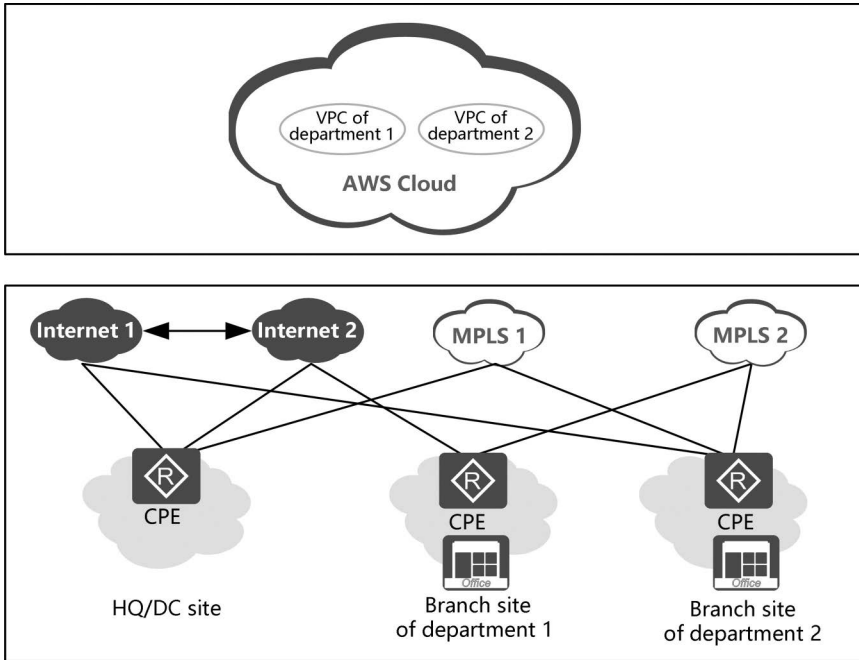 VPC of
department 1
VPC of
department 2
AWS Cloud
Internet 1
Internet 2
MPLS 1
MPLS 2
R
CPE
R
CPE
R
CPE
Office
Office
HQ/DC site
Branch site
of department 1
Branch site
of department 2